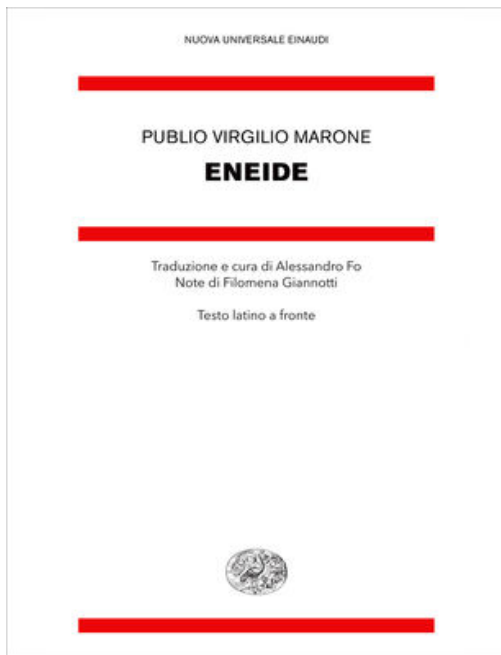 NUOVA UNIVERSALE EINAUDI
PUBLIO VIRGILIO MARONE
ENEIDE
Traduzione e cura di Alessandro Fo
Note di Filomena Giannotti
Testo latino a fronte